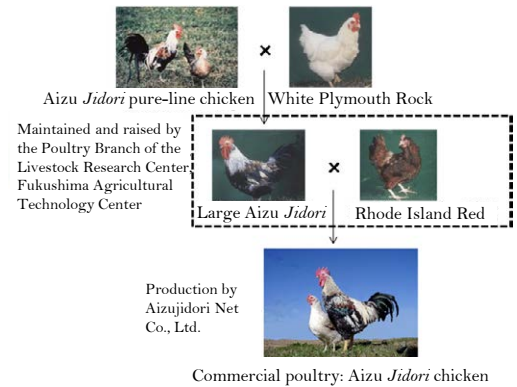 ×
Aizu Jidori pure-line chicken
White Plymouth Rock
Maintained and raised by
the Poultry Branch of the
Livestock Research Center,
Fukushima Agricultural
Technology Center
×
Large Aizu Jidori
Rhode Island Red
Production by
Aizujidori Net
Co., Ltd.
Commercial poultry: Aizu Jidori chicken